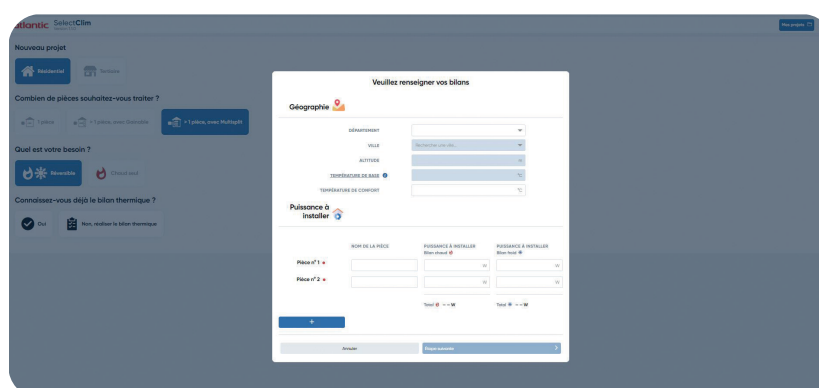 atlantic SelectClim
Mes projets
Nouveau projet
Résidentiel
Tertiaire
Combien de pièces souhaitez-vous traiter ?
1 pièce
> 1 pièce, avec Gainable
> 1 pièce, avec Multisplit
Quel est votre besoin ?
Réversible
Chaud seul
Connaissez-vous déjà le bilan thermique ?
Oui
Non, réaliser le bilan thermique
Veuillez renseigner vos bilans
Géographie
DÉPARTEMENT
VILLE
Rechercher une ville...
ALTITUDE
TEMPÉRATURE DE BASE
°C
TEMPÉRATURE DE CONFORT
°C
Puissance à
installer
NOM DE LA PIÈCE
PUISSANCE À INSTALLER
Bilan chaud
PUISSANCE À INSTALLER
Bilan froid
Pièce n° 1
W
W
Pièce n° 2
W
W
Total -- W
Total -- W
+
Annuler
Étape suivante